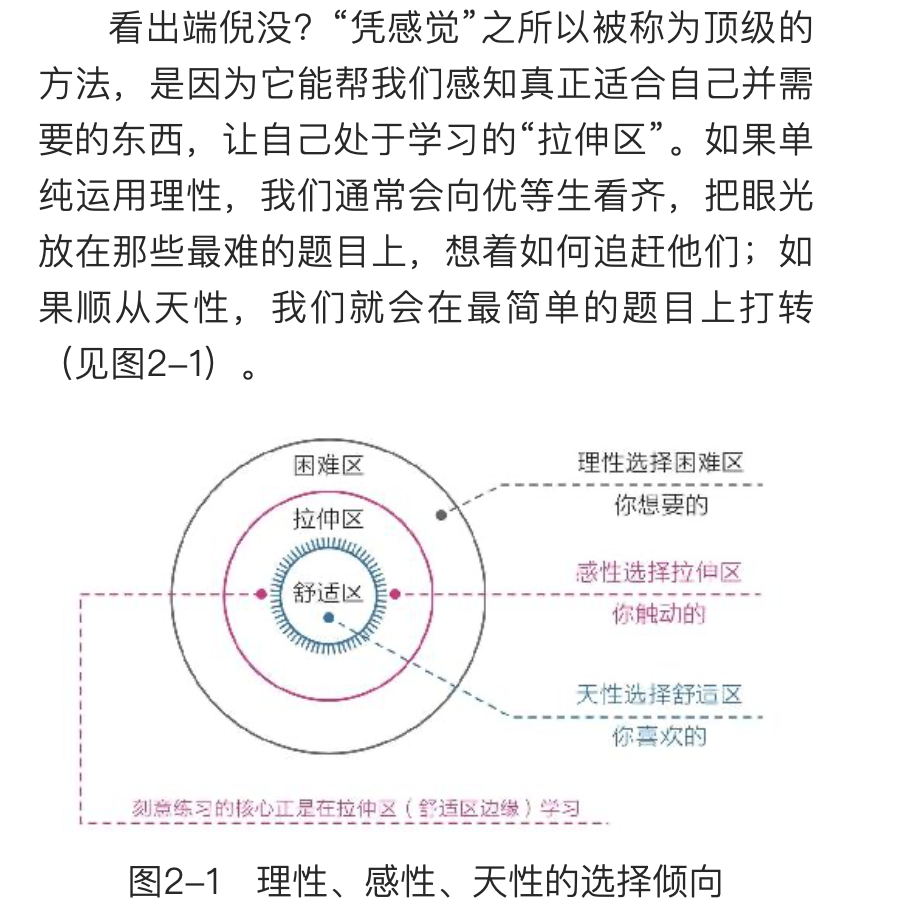 看出端倪没？“凭感觉”之所以被称为顶级的
方法，是因为它能帮我们感知真正适合自己并需
要的东西，让自己处于学习的“拉伸区”。如果单
纯运用理性，我们通常会向优等生看齐，把眼光
放在那些最难的题目上，想着如何追赶他们；如
果顺从天性，我们就会在最简单的题目上打转
（见图2-1）。
困难区
拉伸区
舒适区
理性选择困难区
你想要的
感性选择拉伸区
你触动的
天性选择舒适区
你喜欢的
刻意练习的核心正是在拉伸区（舒适区边缘）学习
图2-1 理性、感性、天性的选择倾向